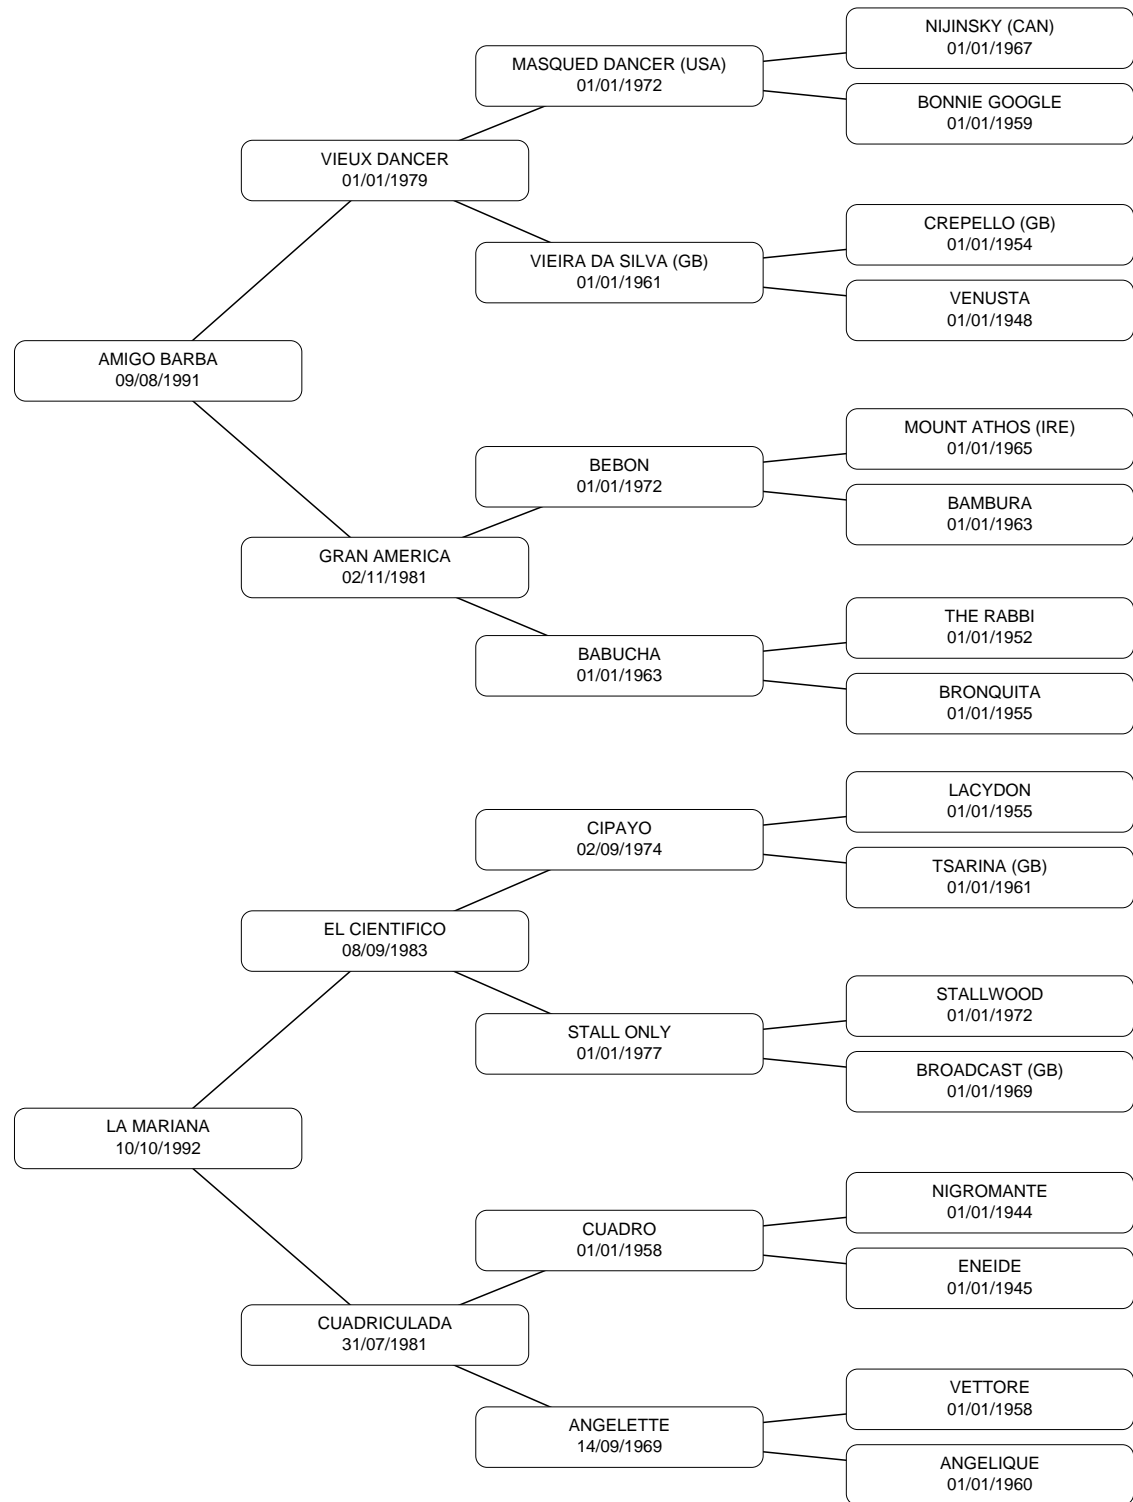 NIJINSKY (CAN)
01/01/1967
MASQUED DANCER (USA)
01/01/1972
BONNIE GOOGLE
01/01/1959
VIEUX DANCER
01/01/1979
CREPELLO (GB)
01/01/1954
VIEIRA DA SILVA (GB)
01/01/1961
VENUSTA
01/01/1948
AMIGO BARBA
09/08/1991
MOUNT ATHOS (IRE)
01/01/1965
BEBON
01/01/1972
BAMBURA
01/01/1963
GRAN AMERICA
02/11/1981
THE RABBI
01/01/1952
BABUCHA
01/01/1963
BRONQUITA
01/01/1955
LACYDON
01/01/1955
CIPAYO
02/09/1974
TSARINA (GB)
01/01/1961
EL CIENTIFICO
08/09/1983
STALLWOOD
01/01/1972
STALL ONLY
01/01/1977
BROADCAST (GB)
01/01/1969
LA MARIANA
10/10/1992
NIGROMANTE
01/01/1944
CUADRO
01/01/1958
ENEIDE
01/01/1945
CUADRICULADA
31/07/1981
VETTORE
01/01/1958
ANGELETTE
14/09/1969
ANGELIQUE
01/01/1960